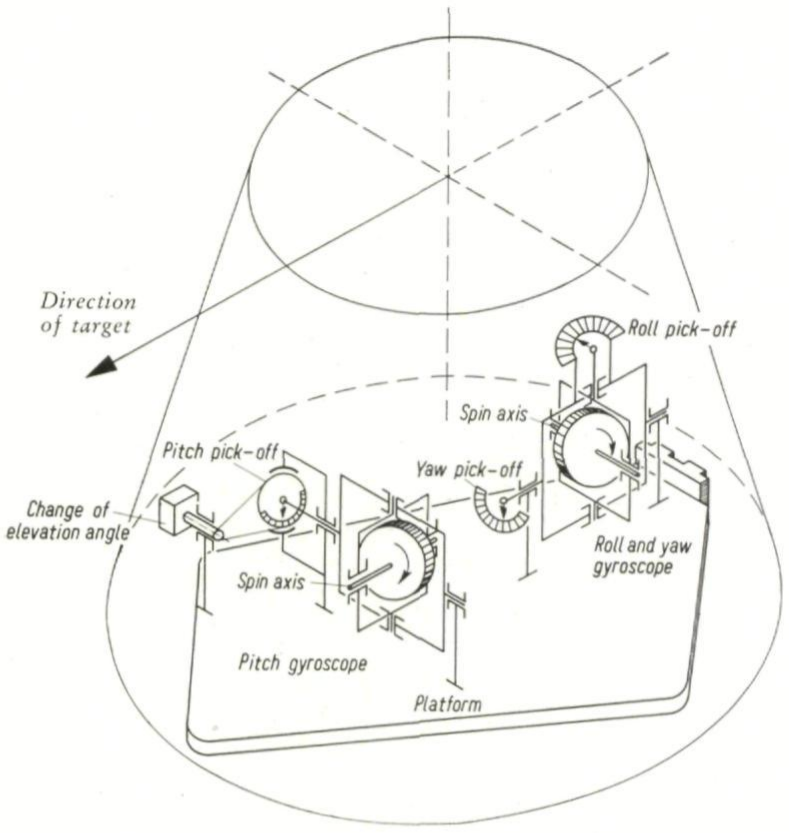 Direction
of target
Roll pick-off
Spin axis
Pitch pick-off
Yaw pick-off
Change of
elevation angle
Roll and yaw
gyroscope
Spin axis
Pitch gyroscope
Platform